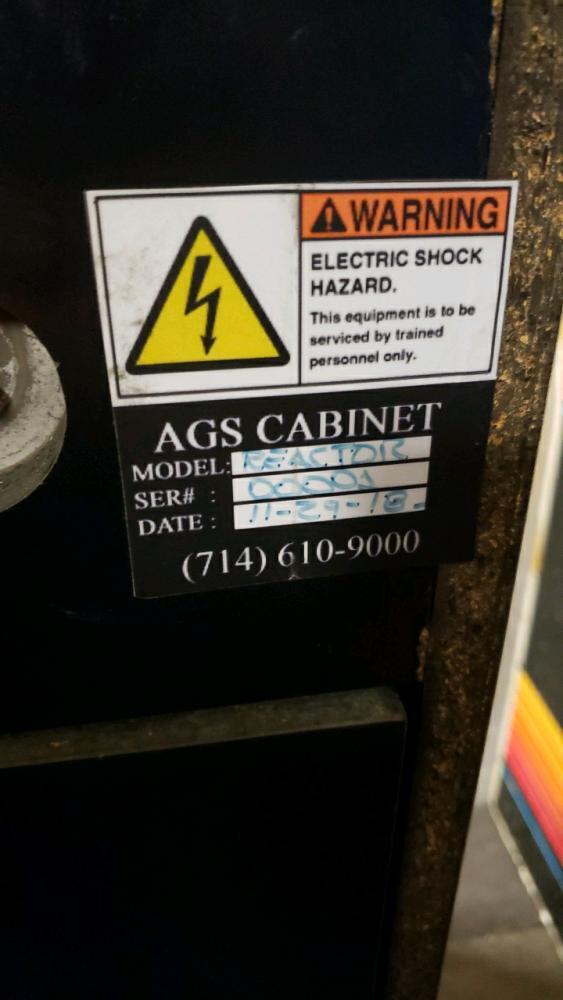 WARNING
ELECTRIC SHOCK
HAZARD.
This equipment is to be
serviced by trained
personnel only.
AGS CABINET
MODEL: REACTOR
SER# : 00001
DATE : 11-29-18
(714) 610-9000